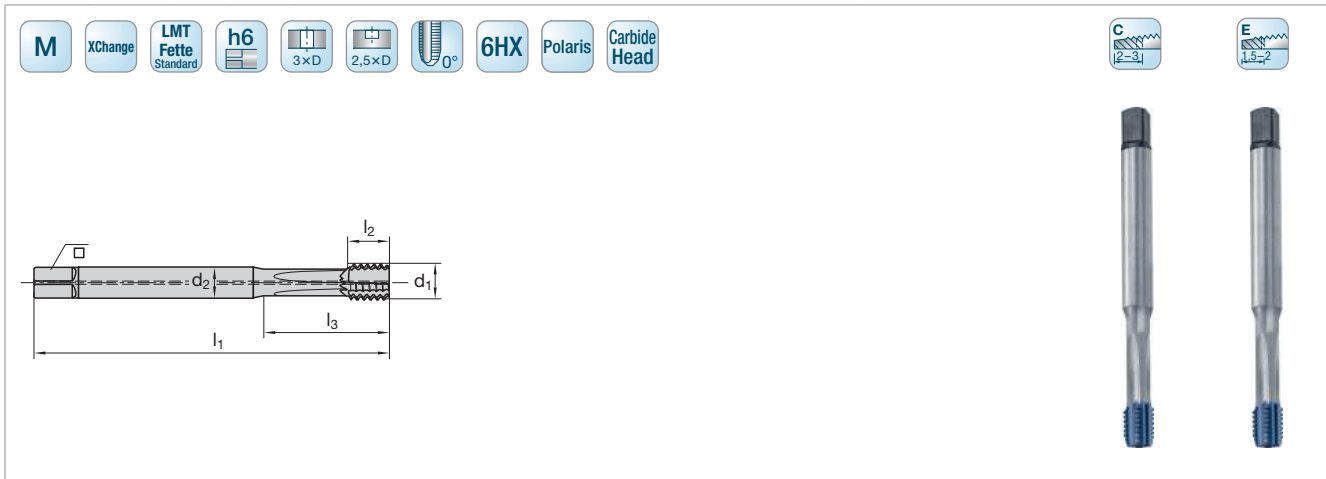 M
XChange
LMT
Fette
Standard
h6
3×D
2,5×D
0°
6HX
Polaris
Carbide
Head
C
2–3
E
1,5–2
l2
d2
d1
l3
l1